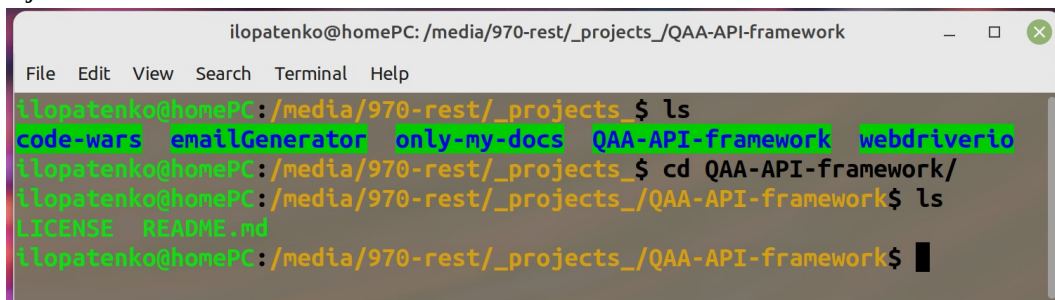 ilopatenko@homePC: /media/970-rest/_projects_/QAA-API-framework
File Edit View Search Terminal Help
ilopatenko@homePC:/media/970-rest/_projects_$ ls
code-wars emailGenerator only-my-docs QAA-API-framework webdriverio
ilopatenko@homePC:/media/970-rest/_projects_$ cd QAA-API-framework/
ilopatenko@homePC:/media/970-rest/_projects_/QAA-API-framework$ ls
LICENSE README.md
ilopatenko@homePC:/media/970-rest/_projects_/QAA-API-framework$